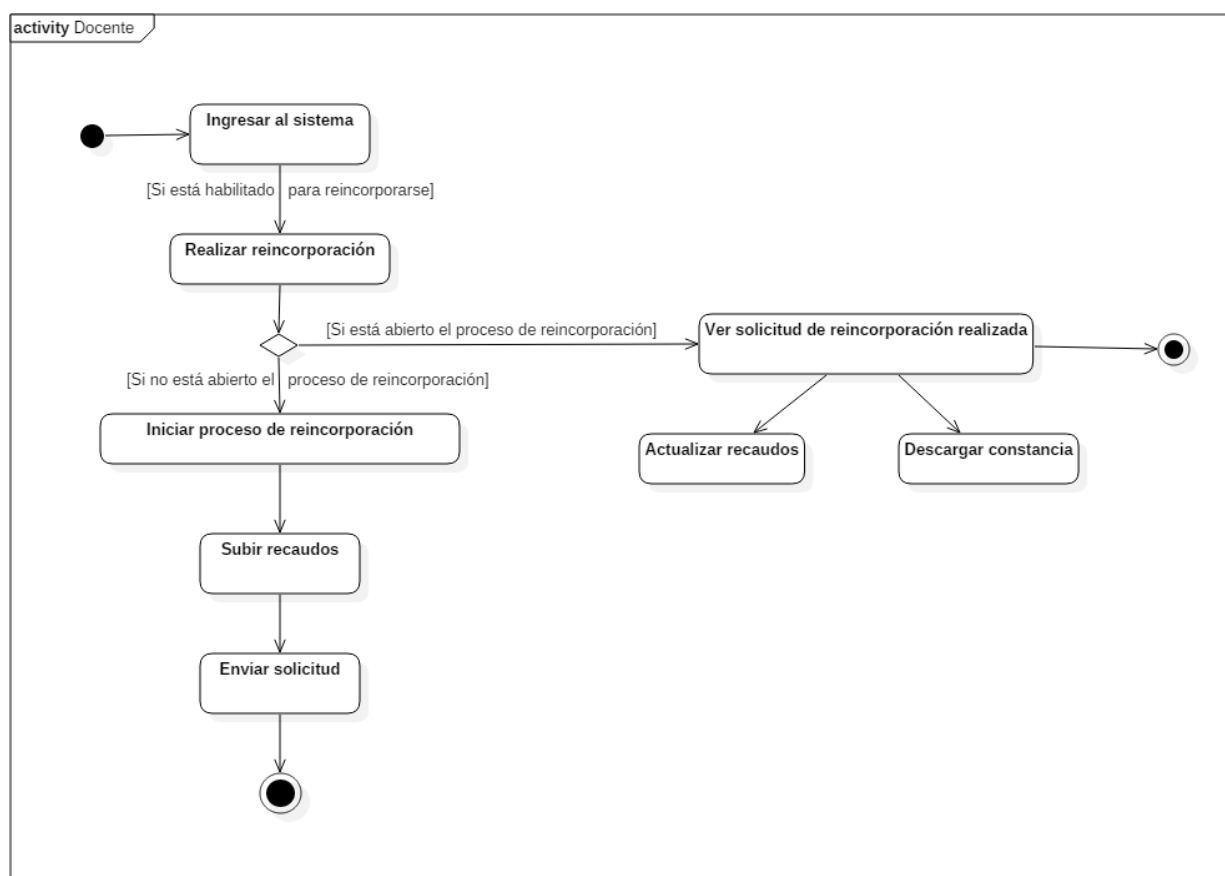 activity Docente
Ingresar al sistema
[Si está habilitado para reincorporarse]
Realizar reincorporación
[Si está abierto el proceso de reincorporación]
Ver solicitud de reincorporación realizada
[Si no está abierto el proceso de reincorporación]
Iniciar proceso de reincorporación
Actualizar recaudos
Descargar constancia
Subir recaudos
Enviar solicitud